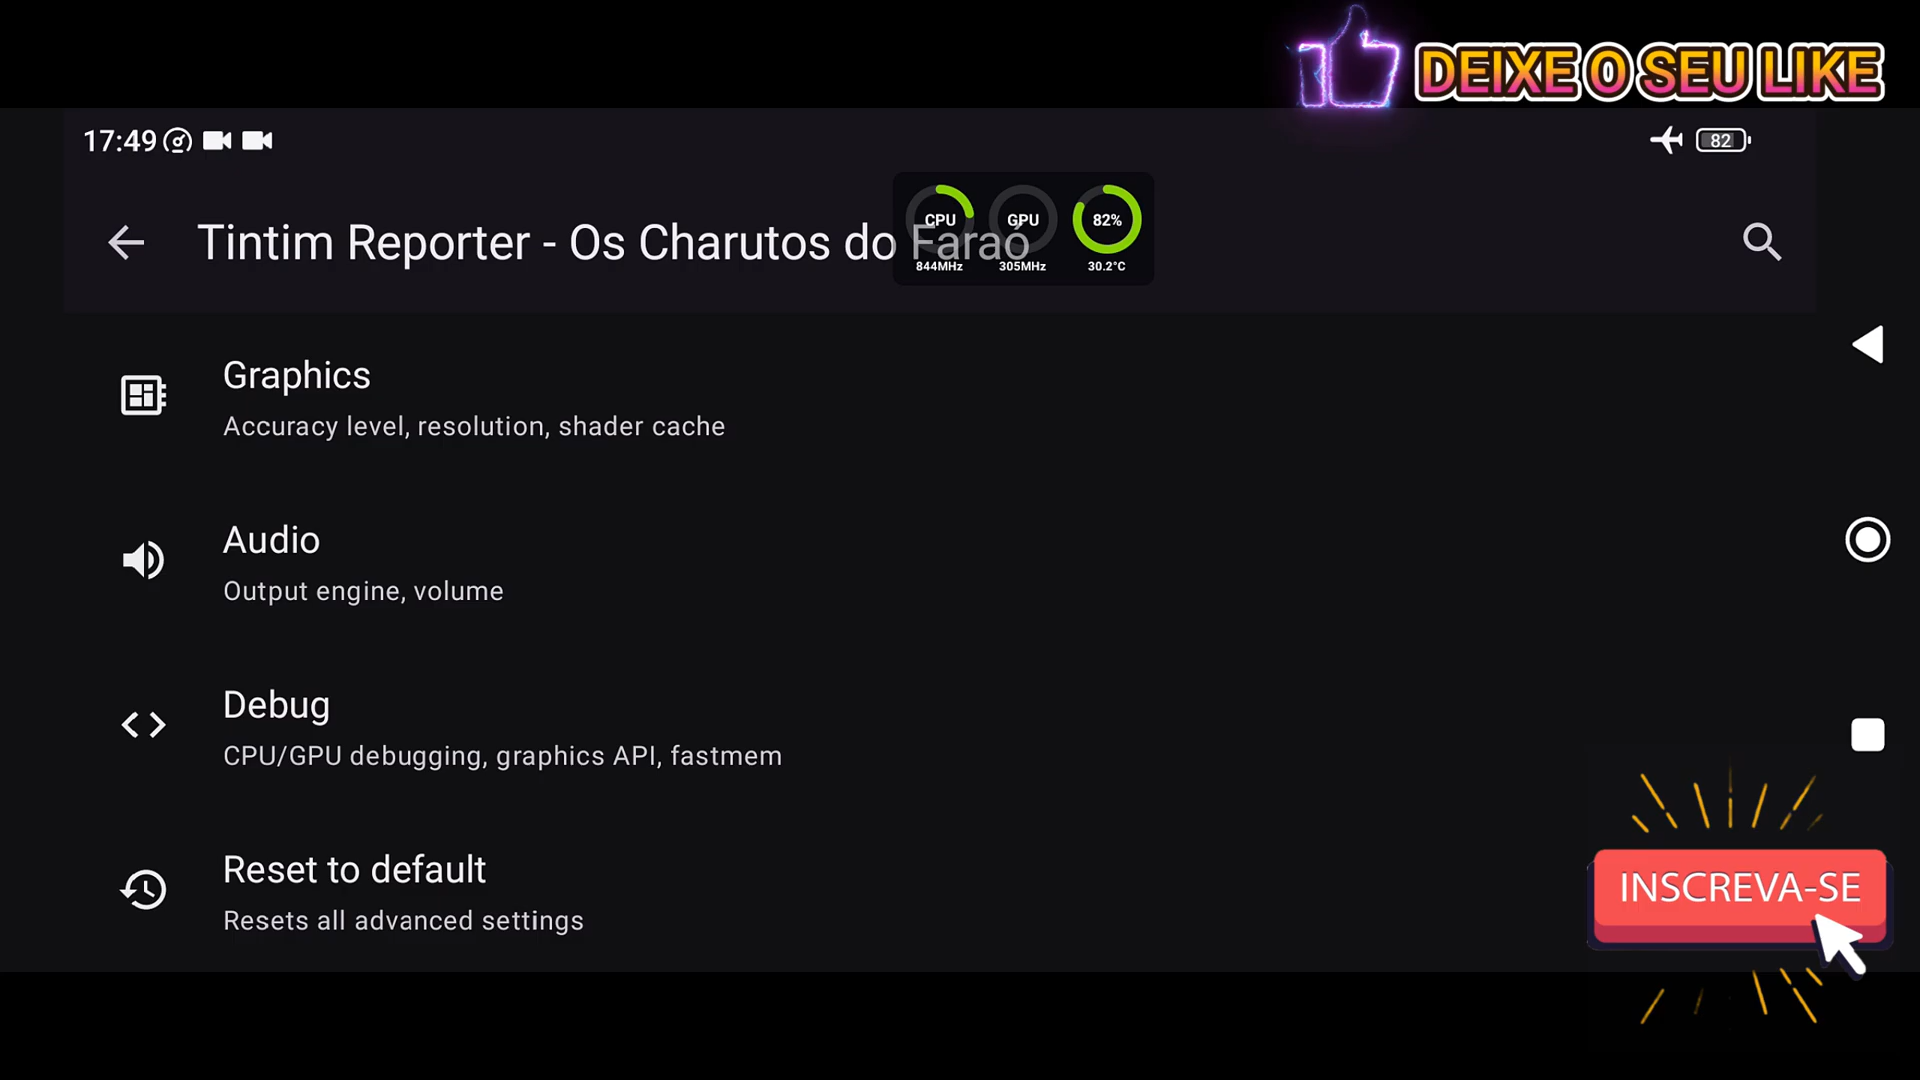 DEIXE O SEU LIKE
17:49
82
Tintim Reporter - Os Charutos do Faraó
CPU
GPU
82%
844MHz
305MHz
30.2°C
Graphics
Accuracy level, resolution, shader cache
Audio
Output engine, volume
Debug
CPU/GPU debugging, graphics API, fastmem
Reset to default
Resets all advanced settings
INSCREVA-SE